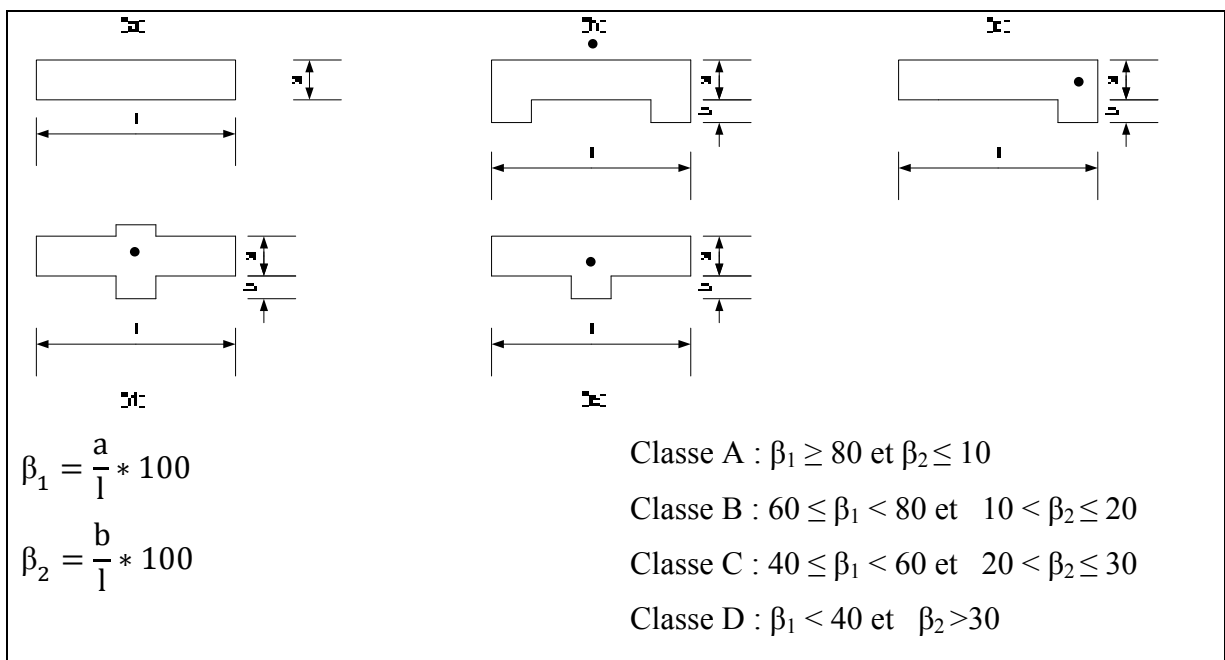 β₁ = a/l * 100
β₂ = b/l * 100
Classe A : β₁ ≥ 80 et β₂ ≤ 10
Classe B : 60 ≤ β₁ < 80 et 10 < β₂ ≤ 20
Classe C : 40 ≤ β₁ < 60 et 20 < β₂ ≤ 30
Classe D : β₁ < 40 et β₂ >30